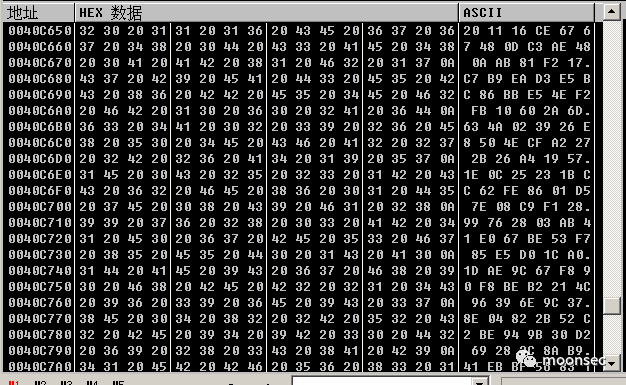 地址 HEX 数据 ASCII
0040C650 32 30 20 31 31 20 31 36 20 43 45 20 36 37 20 36 20 11 16 CE 67 6
0040C660 37 20 34 38 20 30 44 20 43 33 20 41 45 20 34 38 7 48 0D C3 AE 48
0040C670 20 30 41 20 41 42 20 38 31 20 46 32 20 31 37 0A  0A AB 81 F2 17.
0040C680 43 37 20 42 39 20 45 41 20 44 33 20 45 35 20 42 C7 B9 EA D3 E5 B
0040C690 43 20 38 36 20 42 42 20 45 35 20 34 45 20 46 32 C 86 BB E5 4E F2
0040C6A0 20 46 42 20 31 30 20 36 30 20 32 41 20 36 44 0A  FB 10 60 2A 6D.
0040C6B0 36 33 20 34 41 20 30 32 20 33 39 20 32 36 20 45 63 4A 02 39 26 E
0040C6C0 38 20 35 30 20 34 45 20 43 46 20 41 32 20 32 37 8 50 4E CF A2 27
0040C6D0 20 32 42 20 32 36 20 41 34 20 31 39 20 35 37 0A  2B 26 A4 19 57.
0040C6E0 31 45 20 30 43 20 32 35 20 32 33 20 31 42 20 43 1E 0C 25 23 1B C
0040C6F0 43 20 36 32 20 46 45 20 38 36 20 30 31 20 44 35 C 62 FE 86 01 D5
0040C700 20 37 45 20 30 38 20 43 39 20 46 31 20 32 38 0A  7E 08 C9 F1 28.
0040C710 39 39 20 37 36 20 32 38 20 30 33 20 41 42 20 34 99 76 28 03 AB 4
0040C720 31 20 45 30 20 36 37 20 42 45 20 35 33 20 46 37 1 E0 67 BE 53 F7
0040C730 20 38 35 20 45 35 20 44 30 20 31 43 20 41 30 0A  85 E5 D0 1C A0.
0040C740 31 44 20 41 45 20 39 43 20 36 37 20 46 38 20 39 1D AE 9C 67 F8 9
0040C750 30 20 46 38 20 42 45 20 42 32 20 32 31 20 34 43 0 F8 BE B2 21 4C
0040C760 20 39 36 20 33 39 20 36 45 20 39 43 20 33 37 0A  96 39 6E 9C 37.
0040C770 38 45 20 30 34 20 38 32 20 32 42 20 35 32 20 43 8E 04 82 2B 52 C
0040C780 32 20 42 45 20 39 34 20 39 42 20 33 30 20 44 32 2 BE 94 9B 30 D2
0040C790 20 36 39 20 32 38 20 33 43 20 38 41 20 42 39 0A  69 28 3C 8A B9.
0040C7A0 34 31 20 45 42 20 42 46 20 35 36 20 38 33 20 31 41 EB BF
moonsec
M1 M2 M3 M4 M5